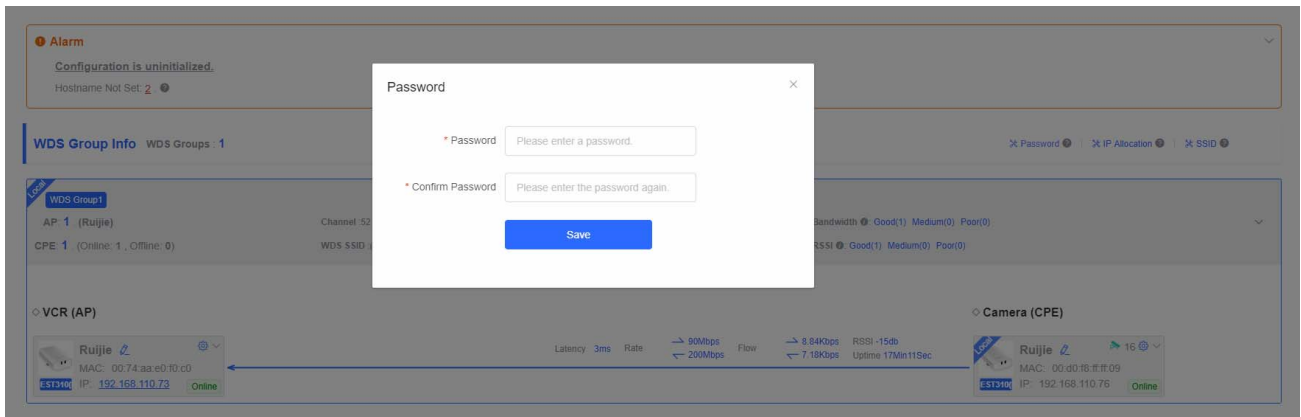 Alarm
Configuration is uninitialized.
Hostname Not Set: 2
Password
* Password Please enter a password.
* Confirm Password Please enter the password again.
Save
WDS Group Info WDS Groups : 1
Password IP Allocation SSID
Local
WDS Group1
AP: 1 (Ruijie) Channel :52 Bandwidth : Good(1) Medium(0) Poor(0)
CPE: 1 (Online: 1 , Offline: 0) WDS SSID : RSSI : Good(1) Medium(0) Poor(0)
VCR (AP)
Camera (CPE)
Ruijie
MAC: 00:74:aa:e0:f0:c0
EST310
IP: 192.168.110.73 Online
Latency 3ms Rate 90Mbps 200Mbps Flow 8.84Kbps 7.18Kbps RSSI -15db
Uptime 17Min11Sec
Local
Ruijie 16
MAC: 00:d0:f8:ff:ff:09
EST310
IP: 192.168.110.76 Online